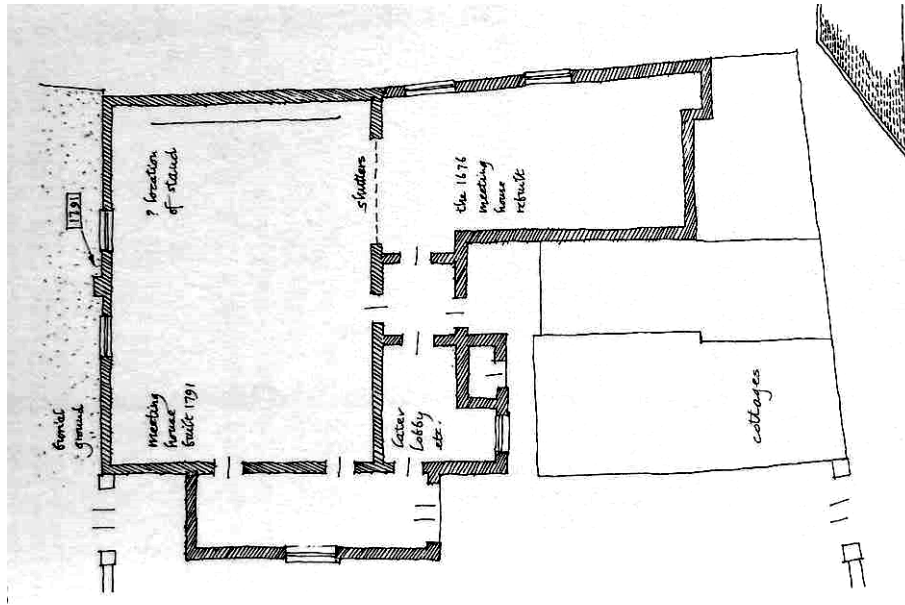 1791
? location
of stand
shutters
the 1676
meeting
house
rebuilt
burial
ground
meeting
house
built 1791
later
lobby
etc.
cottages